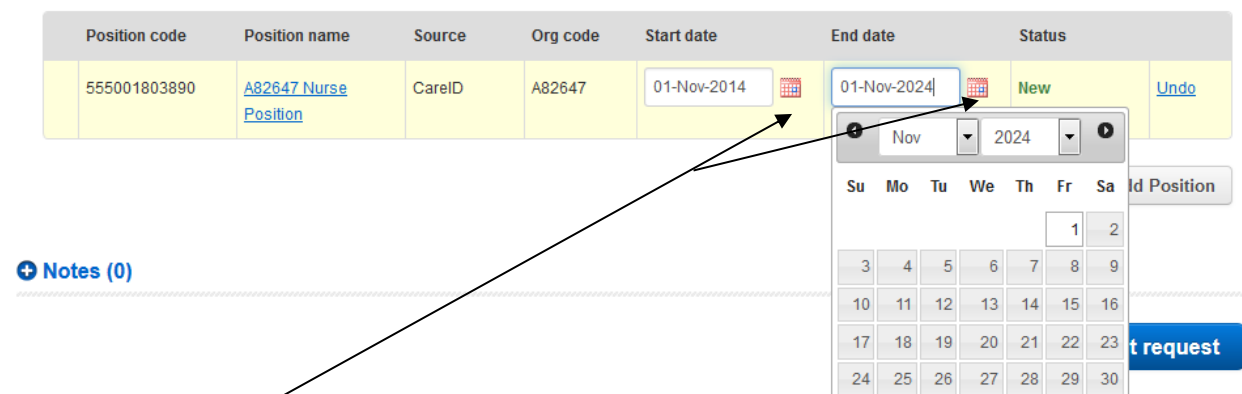 Position code Position name Source Org code Start date End date Status
555001803890 A82647 Nurse CareID A82647 01-Nov-2014 01-Nov-2024 New Undo
Position
Nov 2024
Su Mo Tu We Th Fr Sa
Position
1 2
Notes (0)
3 4 5 6 7 8 9
10 11 12 13 14 15 16
17 18 19 20 21 22 23
request
24 25 26 27 28 29 30